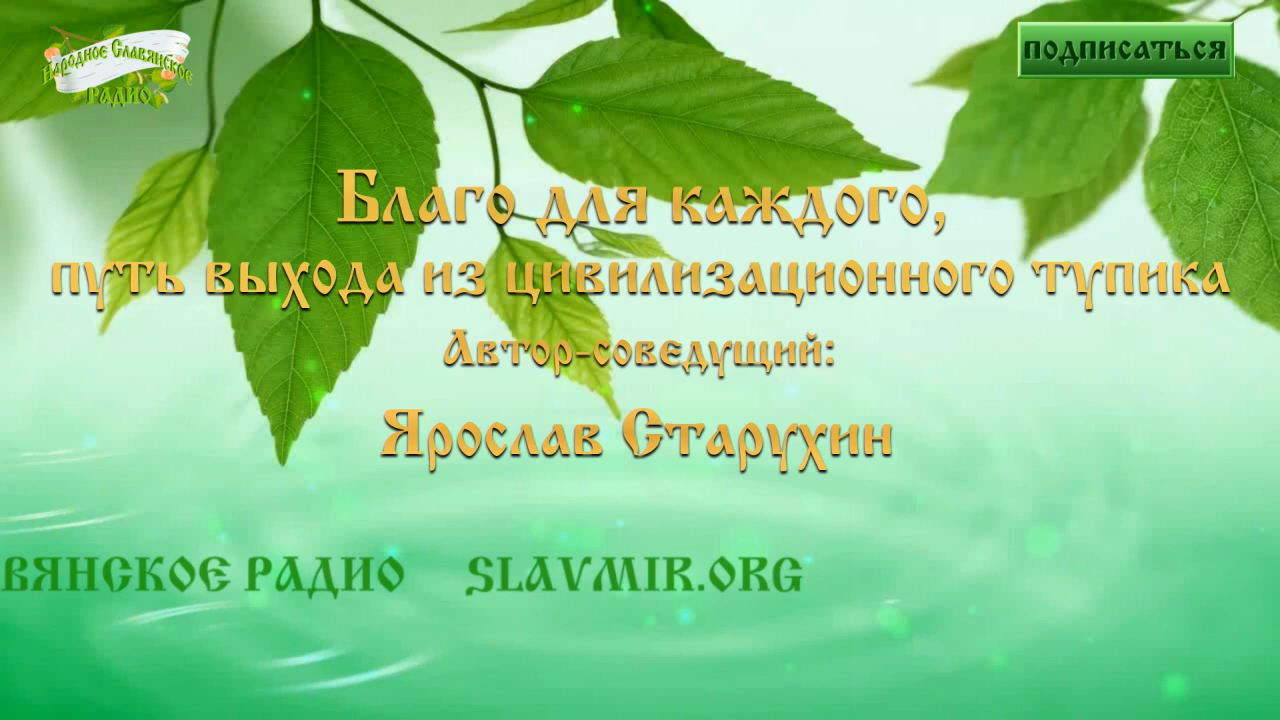 Народное Славянское
РАДИО
ПОДПИСАТЬСЯ
Благо для каждого,
путь выхода из цивилизационного тупика
Автор-соведущий:
Ярослав Старухин
ВЯНСКОЕ РАДИО SLAVMIR.ORG